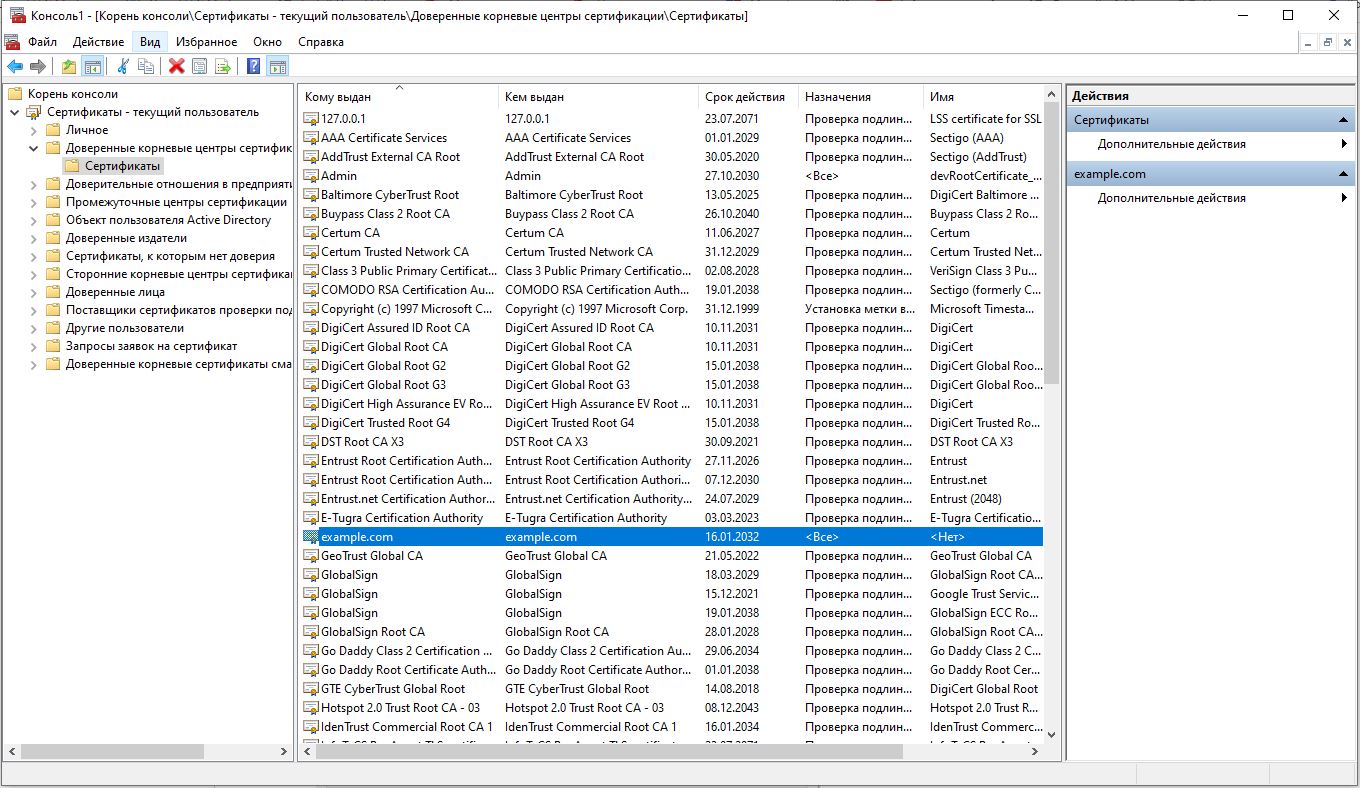 Консоль1 - [Корень консоли\Сертификаты - текущий пользователь\Доверенные корневые центры сертификации\Сертификаты]
Файл Действие Вид Избранное Окно Справка
Корень консоли
Сертификаты - текущий пользователь
Личное
Доверенные корневые центры сертифик
Сертификаты
Доверительные отношения в предприяти
Промежуточные центры сертификации
Объект пользователя Active Directory
Доверенные издатели
Сертификаты, к которым нет доверия
Сторонние корневые центры сертифика
Доверенные лица
Поставщики сертификатов проверки под
Другие пользователи
Запросы заявок на сертификат
Доверенные корневые сертификаты сма
Кому выдан Кем выдан Срок действия Назначения Имя
127.0.0.1 127.0.0.1 23.07.2071 Проверка подлин... LSS certificate for SSL
AAA Certificate Services AAA Certificate Services 01.01.2029 Проверка подлин... Sectigo (AAA)
AddTrust External CA Root AddTrust External CA Root 30.05.2020 Проверка подлин... Sectigo (AddTrust)
Admin Admin 27.10.2030 <Все> devRootCertificate_...
Baltimore CyberTrust Root Baltimore CyberTrust Root 13.05.2025 Проверка подлин... DigiCert Baltimore ...
Buypass Class 2 Root CA Buypass Class 2 Root CA 26.10.2040 Проверка подлин... Buypass Class 2 Ro...
Certum CA Certum CA 11.06.2027 Проверка подлин... Certum
Certum Trusted Network CA Certum Trusted Network CA 31.12.2029 Проверка подлин... Certum Trusted Net...
Class 3 Public Primary Certificat... Class 3 Public Primary Certificatio... 02.08.2028 Проверка подлин... VeriSign Class 3 Pu...
COMODO RSA Certification Au... COMODO RSA Certification Auth... 19.01.2038 Проверка подлин... Sectigo (formerly C...
Copyright (c) 1997 Microsoft C... Copyright (c) 1997 Microsoft Corp. 31.12.1999 Установка метки в... Microsoft Timesta...
DigiCert Assured ID Root CA DigiCert Assured ID Root CA 10.11.2031 Проверка подлин... DigiCert
DigiCert Global Root CA DigiCert Global Root CA 10.11.2031 Проверка подлин... DigiCert
DigiCert Global Root G2 DigiCert Global Root G2 15.01.2038 Проверка подлин... DigiCert Global Roo...
DigiCert Global Root G3 DigiCert Global Root G3 15.01.2038 Проверка подлин... DigiCert Global Roo...
DigiCert High Assurance EV Ro... DigiCert High Assurance EV Root ... 10.11.2031 Проверка подлин... DigiCert
DigiCert Trusted Root G4 DigiCert Trusted Root G4 15.01.2038 Проверка подлин... DigiCert Trusted Ro...
DST Root CA X3 DST Root CA X3 30.09.2021 Проверка подлин... DST Root CA X3
Entrust Root Certification Auth... Entrust Root Certification Authority 27.11.2026 Проверка подлин... Entrust
Entrust Root Certification Auth... Entrust Root Certification Authori... 07.12.2030 Проверка подлин... Entrust.net
Entrust.net Certification Author... Entrust.net Certification Authority... 24.07.2029 Проверка подлин... Entrust (2048)
E-Tugra Certification Authority E-Tugra Certification Authority 03.03.2023 Проверка подлин... E-Tugra Certificatio...
example.com example.com 16.01.2032 <Все> <Нет>
GeoTrust Global CA GeoTrust Global CA 21.05.2022 Проверка подлин... GeoTrust Global CA
GlobalSign GlobalSign 18.03.2029 Проверка подлин... GlobalSign Root CA...
GlobalSign GlobalSign 15.12.2021 Проверка подлин... Google Trust Servic...
GlobalSign GlobalSign 19.01.2038 Проверка подлин... GlobalSign ECC Ro...
GlobalSign Root CA GlobalSign Root CA 28.01.2028 Проверка подлин... GlobalSign Root CA...
Go Daddy Class 2 Certification ... Go Daddy Class 2 Certification Au... 29.06.2034 Проверка подлин... Go Daddy Class 2 C...
Go Daddy Root Certificate Auth... Go Daddy Root Certificate Author... 01.01.2038 Проверка подлин... Go Daddy Root Cer...
GTE CyberTrust Global Root GTE CyberTrust Global Root 14.08.2018 Проверка подлин... DigiCert Global Root
Hotspot 2.0 Trust Root CA - 03 Hotspot 2.0 Trust Root CA - 03 08.12.2043 Проверка подлин... Hotspot 2.0 Trust R...
IdenTrust Commercial Root CA 1 IdenTrust Commercial Root CA 1 16.01.2034 Проверка подлин... IdenTrust Commerc...
Действия
Сертификаты
Дополнительные действия
example.com
Дополнительные действия